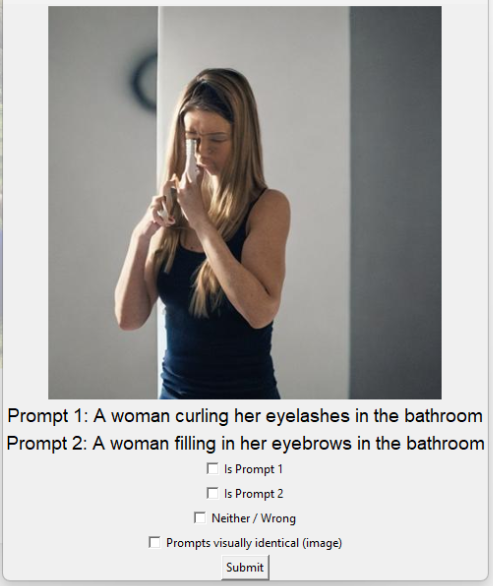 Prompt 1: A woman curling her eyelashes in the bathroom
Prompt 2: A woman filling in her eyebrows in the bathroom
Is Prompt 1
Is Prompt 2
Neither / Wrong
Prompts visually identical (image)
Submit